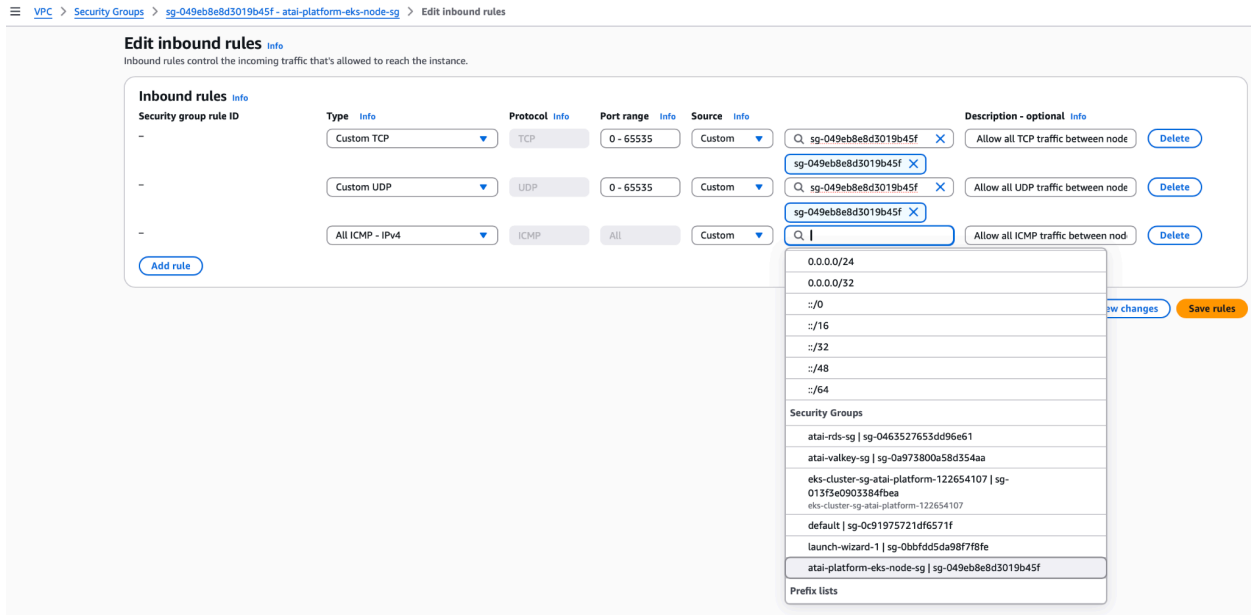 VPC > Security Groups > sg-049eb8e8d3019b45f - atai-platform-eks-node-sg > Edit inbound rules
Edit inbound rules Info
Inbound rules control the incoming traffic that's allowed to reach the instance.
Inbound rules Info
Security group rule ID Type Info Protocol Info Port range Info Source Info Description - optional Info
– Custom TCP TCP 0 - 65535 Custom sg-049eb8e8d3019b45f Allow all TCP traffic between node Delete
sg-049eb8e8d3019b45f
– Custom UDP UDP 0 - 65535 Custom sg-049eb8e8d3019b45f Allow all UDP traffic between node Delete
sg-049eb8e8d3019b45f
– All ICMP - IPv4 ICMP All Custom Allow all ICMP traffic between nod Delete
Add rule
0.0.0.0/24
0.0.0.0/32
::/0
ew changes Save rules
::/16
::/32
::/48
::/64
Security Groups
atai-rds-sg | sg-0463527653dd96e61
atai-valkey-sg | sg-0a973800a58d354aa
eks-cluster-sg-atai-platform-122654107 | sg-
013f3e0903384fbea
eks-cluster-sg-atai-platform-122654107
default | sg-0c91975721df6571f
launch-wizard-1 | sg-0bbfdd5da98f7f8fe
atai-platform-eks-node-sg | sg-049eb8e8d3019b45f
Prefix lists